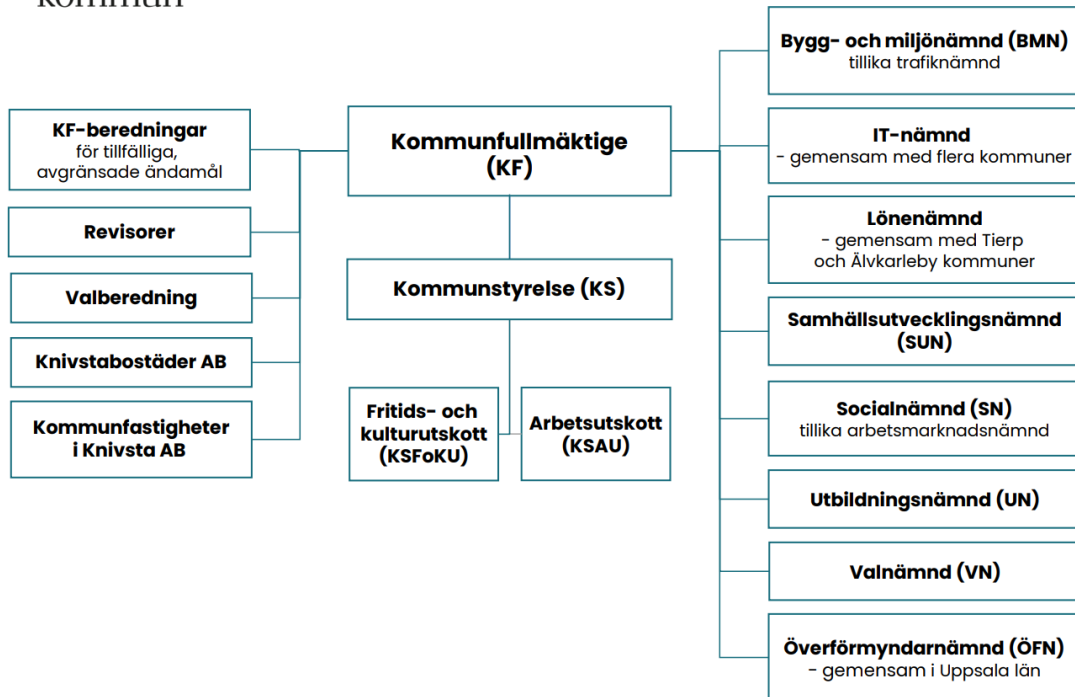 kommun
KF-beredningar
för tillfälliga,
avgränsade ändamål
Revisorer
Valberedning
Knivstabostäder AB
Kommunfastigheter
i Knivsta AB
Kommunfullmäktige
(KF)
Kommunstyrelse (KS)
Fritids- och
kulturutskott
(KSFoKU)
Arbetsutskott
(KSAU)
Bygg- och miljönämnd (BMN)
tillika trafiknämnd
IT-nämnd
- gemensam med flera kommuner
Lönenämnd
- gemensam med Tierp
och Älvkarleby kommuner
Samhällsutvecklingsnämnd
(SUN)
Socialnämnd (SN)
tillika arbetsmarknadsnämnd
Utbildningsnämnd (UN)
Valnämnd (VN)
Överförmyndarnämnd (ÖFN)
- gemensam i Uppsala län